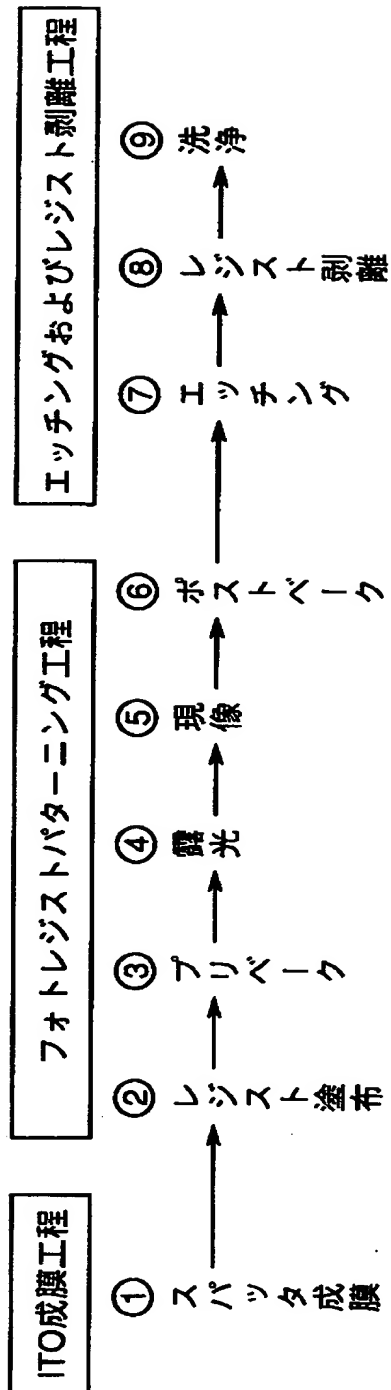 ITO成膜工程
フォトレジストパターニング工程
エッチングおよびレジスト剥離工程
① スパッタ成膜
② レジスト塗布
③ プリベーク
④ 露光
⑤ 現像
⑥ ポストベーク
⑦ エッチング
⑧ レジスト剥離
⑨ 洗浄